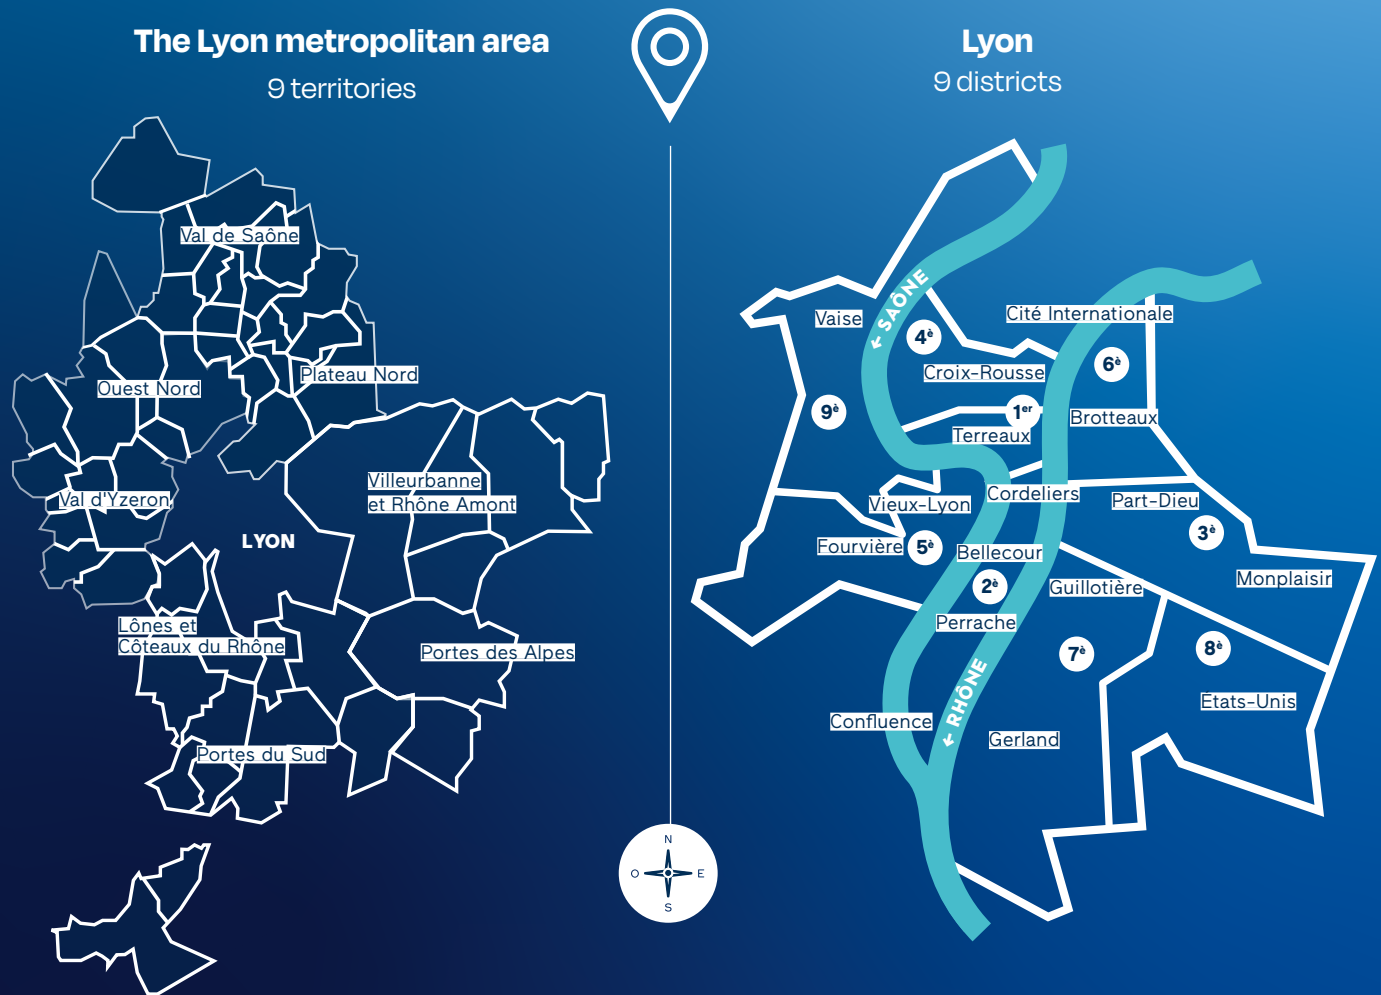 The Lyon metropolitan area
9 territories
Val de Saône
Ouest Nord
Plateau Nord
Villeurbanne
et Rhône Amont
Val d'Yzeron
LYON
Lônes et
Côteaux du Rhône
Portes des Alpes
Portes du Sud
N
O
E
S
Lyon
9 districts
← SAÔNE
Vaise
Cité Internationale
4è
6è
Croix-Rousse
9è
1er
Brotteaux
Terreaux
Cordeliers
Part-Dieu
Vieux-Lyon
3è
Fourvière
5è
Bellecour
Monplaisir
2è
Guillotière
Perrache
7è
8è
États-Unis
← RHÔNE
Confluence
Gerland